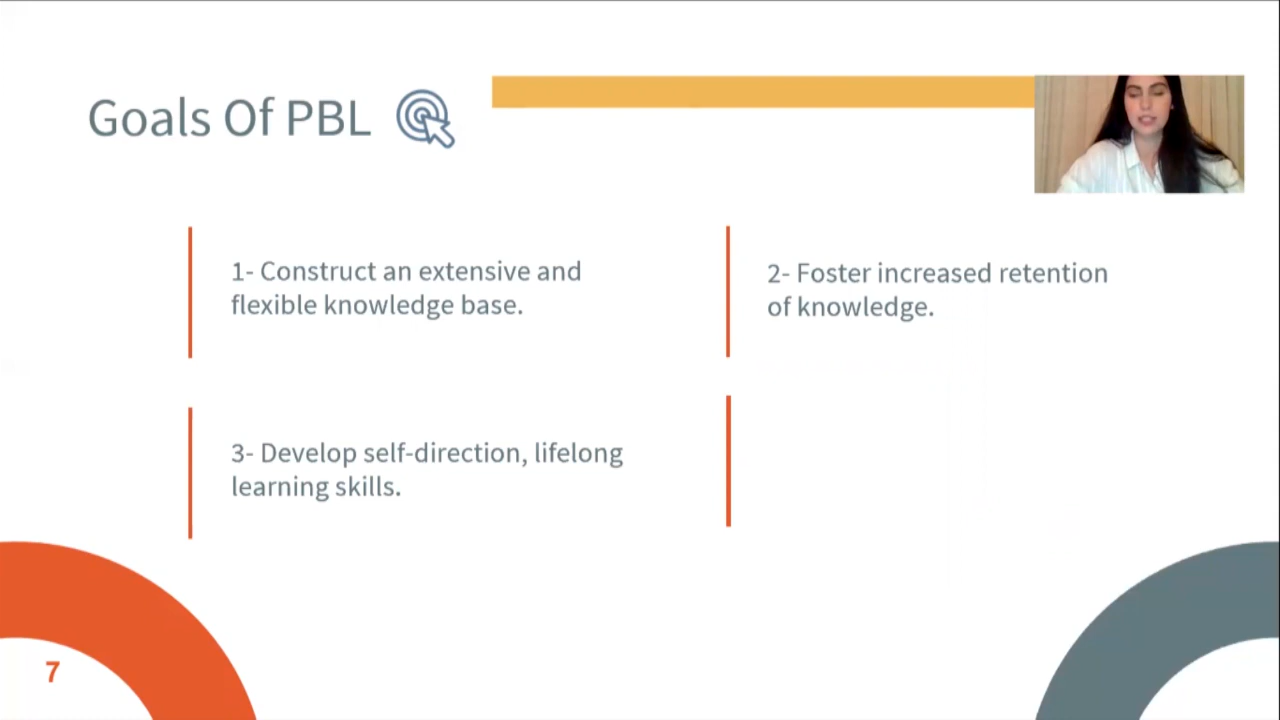 Goals Of PBL
1- Construct an extensive and
flexible knowledge base.
2- Foster increased retention
of knowledge.
3- Develop self-direction, lifelong
learning skills.
7